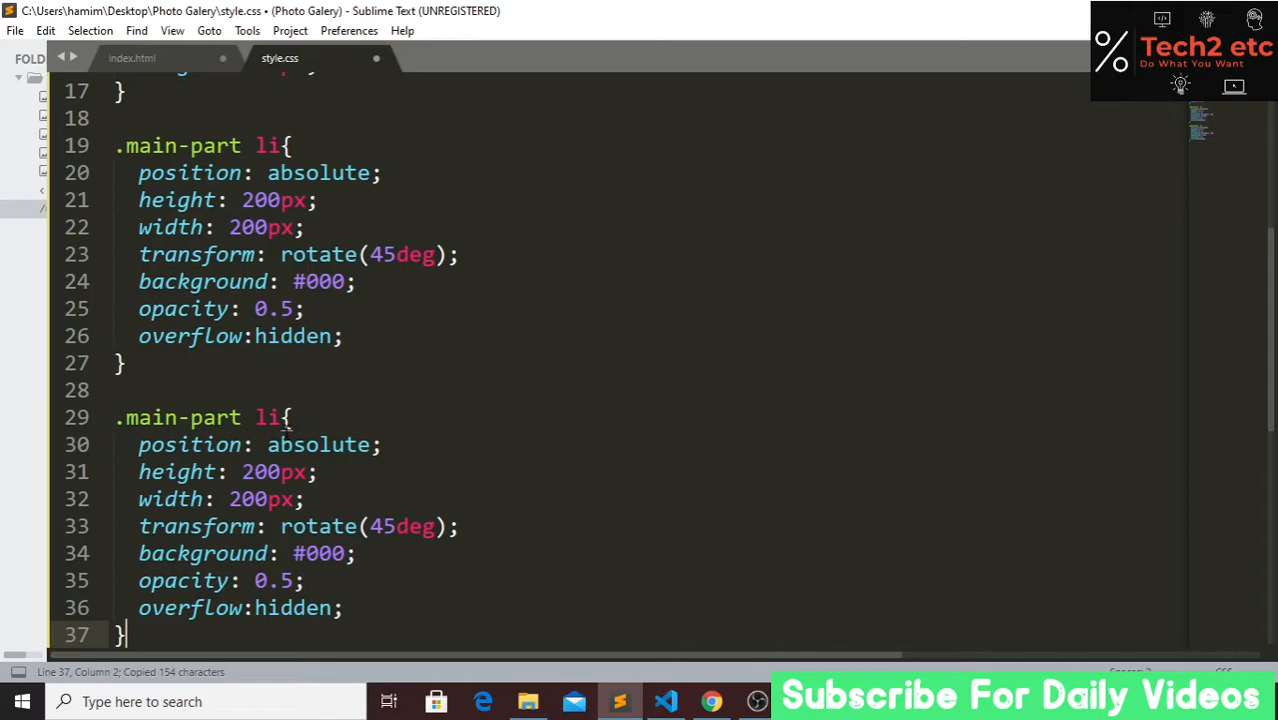 C:\Users\hamim\Desktop\Photo Galery\style.css • (Photo Galery) - Sublime Text (UNREGISTERED)
File Edit Selection Find View Goto Tools Project Preferences Help
% Tech2 etc
Do What You Want
FOLD
index.html
style.css
17 }
18
19 .main-part li{
20 position: absolute;
21 height: 200px;
22 width: 200px;
23 transform: rotate(45deg);
24 background: #000;
25 opacity: 0.5;
26 overflow:hidden;
27 }
28
29 .main-part li{
30 position: absolute;
31 height: 200px;
32 width: 200px;
33 transform: rotate(45deg);
34 background: #000;
35 opacity: 0.5;
36 overflow:hidden;
37 }
Line 37, Column 2; Copied 154 characters
Type here to search
Subscribe For Daily Videos